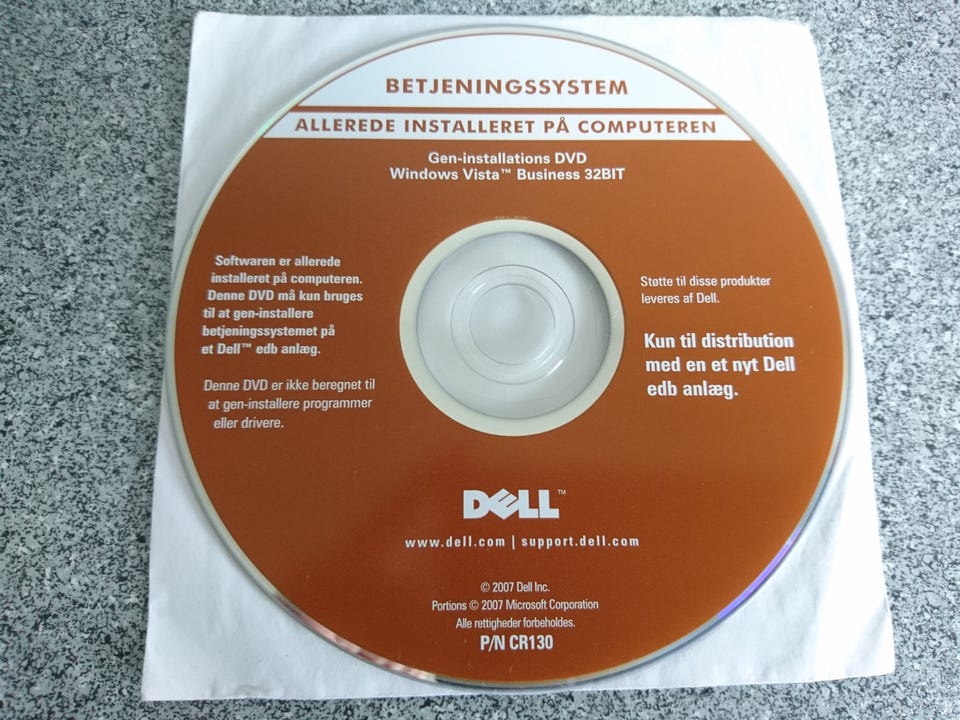 BETJENINGSSYSTEM
ALLEREDE INSTALLERET PÅ COMPUTEREN
Gen-installations DVD
Windows Vista™ Business 32BIT
Softwaren er allerede
installeret på computeren.
Denne DVD må kun bruges
til at gen-installere
betjeningssystemet på
et Dell™ edb anlæg.
Denne DVD er ikke beregnet til
at gen-installere programmer
eller drivere.
Støtte til disse produkter
leveres af Dell.
Kun til distribution
med en et nyt Dell
edb anlæg.
DELL™
www.dell.com | support.dell.com
© 2007 Dell Inc.
Portions © 2007 Microsoft Corporation
Alle rettigheder forbeholdes.
P/N CR130